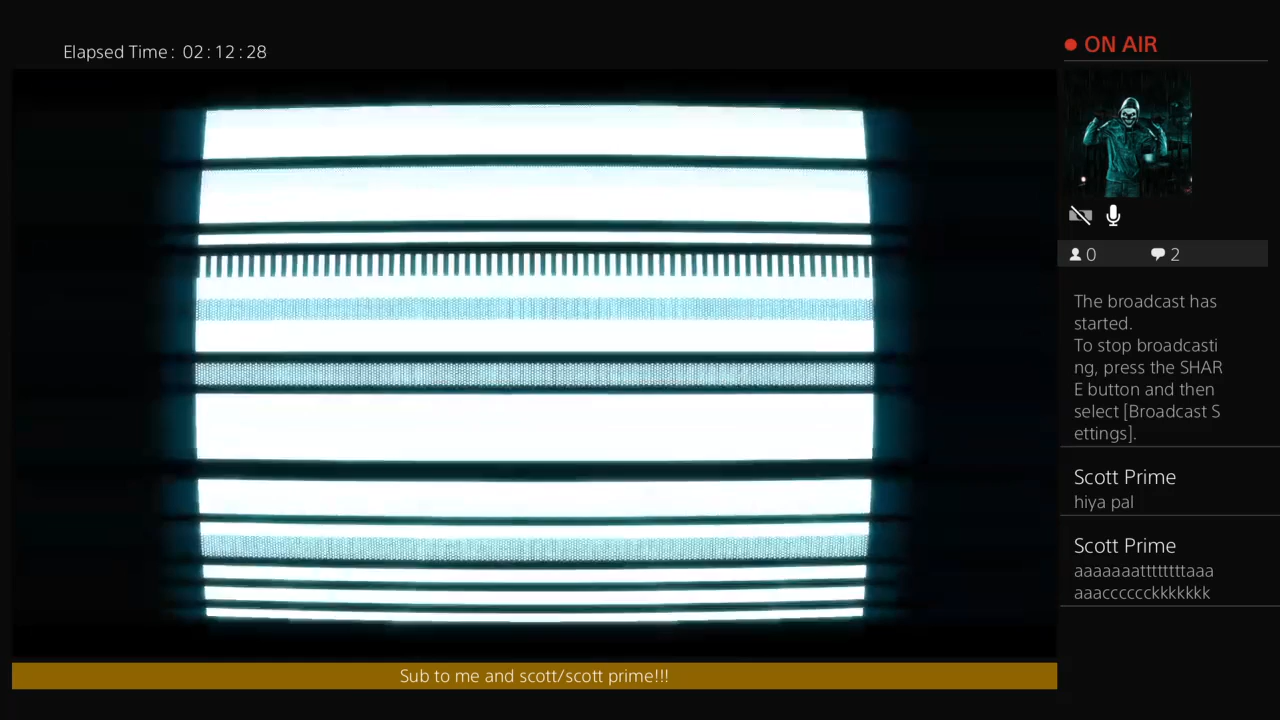 Elapsed Time: 02:12:28
ON AIR
0 2
The broadcast has
started.
To stop broadcasti
ng, press the SHAR
E button and then
select [Broadcast S
ettings].
Scott Prime
hiya pal
Scott Prime
aaaaaaatttttttttaaa
aaaccccccckkkkkkk
Sub to me and scott/scott prime!!!